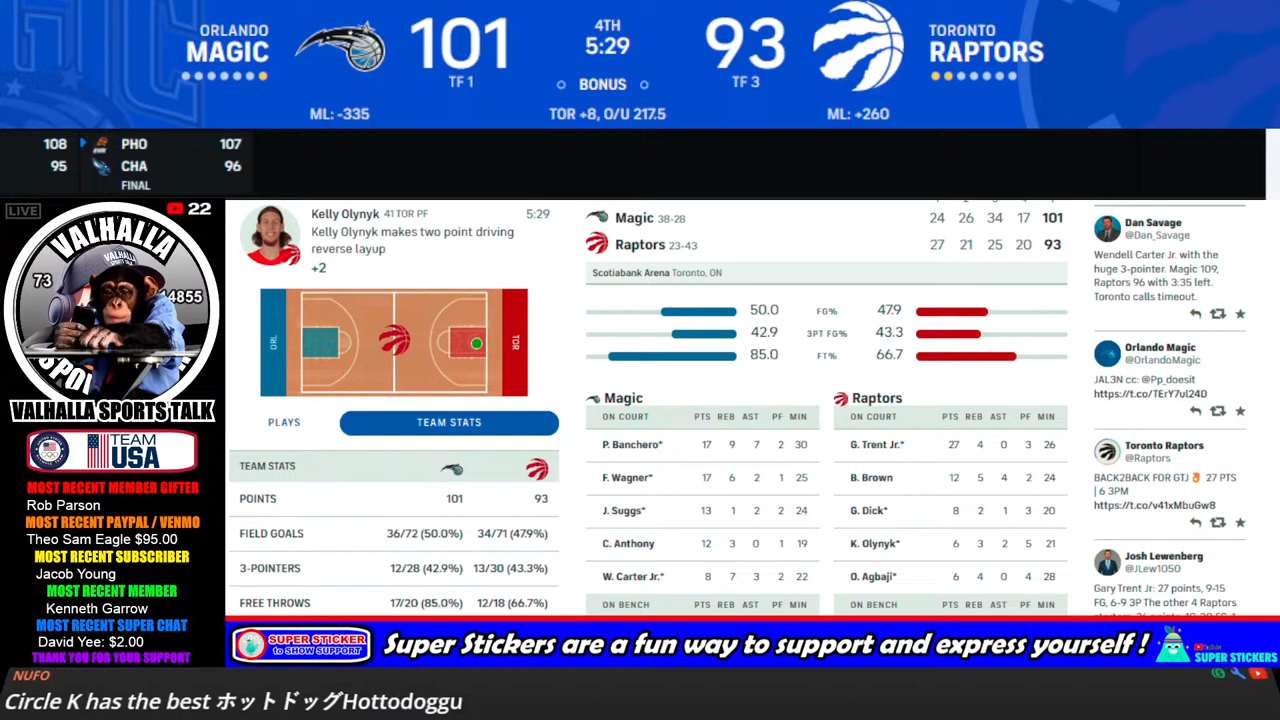 ORLANDO
MAGIC
101
TF 1
4TH
5:29
BONUS
TOR +8, O/U 217.5
93
TF 3
TORONTO
RAPTORS
ML: -335
ML: +260
108 PHO 107
95 CHA 96
FINAL
LIVE
22
VALHALLA
VALHALLA
SPORTS TALK
73
44855
SPO
VALHALLA SPORTS TALK
TEAM
USA
MOST RECENT MEMBER GIFTER
Rob Parson
MOST RECENT PAYPAL / VENMO
Theo Sam Eagle $95.00
MOST RECENT SUBSCRIBER
Jacob Young
MOST RECENT MEMBER
Kenneth Garrow
MOST RECENT SUPER CHAT
David Yee: $2.00
THANK YOU FOR YOUR SUPPORT
Kelly Olynyk 41 TOR PF 5:29
Kelly Olynyk makes two point driving
reverse layup
+2
ORL
TOR
PLAYS
TEAM STATS
TEAM STATS
POINTS 101 93
FIELD GOALS 36/72 (50.0%) 34/71 (47.9%)
3-POINTERS 12/28 (42.9%) 13/30 (43.3%)
FREE THROWS 17/20 (85.0%) 12/18 (66.7%)
Magic 38-28 24 26 34 17 101
Raptors 23-43 27 21 25 20 93
Scotiabank Arena Toronto, ON
50.0 FG% 47.9
42.9 3PT FG% 43.3
85.0 FT% 66.7
Magic
ON COURT PTS REB AST PF MIN
P. Banchero* 17 9 7 2 30
F. Wagner* 17 6 2 1 25
J. Suggs* 13 1 2 2 24
C. Anthony 12 3 0 1 19
W. Carter Jr.* 8 7 3 2 22
ON BENCH PTS REB AST PF MIN
Raptors
ON COURT PTS REB AST PF MIN
G. Trent Jr.* 27 4 0 3 26
B. Brown 12 5 4 2 24
G. Dick* 8 2 1 3 20
K. Olynyk* 6 3 2 5 21
O. Agbaji* 6 4 0 4 28
ON BENCH PTS REB AST PF MIN
Dan Savage
@Dan_Savage
Wendell Carter Jr. with the
huge 3-pointer. Magic 109,
Raptors 96 with 3:35 left.
Toronto calls timeout.
Orlando Magic
@OrlandoMagic
JAL3N cc: @Pp_doesit
https://t.co/TErY7ul24D
Toronto Raptors
@Raptors
BACK2BACK FOR GTJ 👌 27 PTS
| 6 3PM
https://t.co/v41xMbuGw8
Josh Lewenberg
@JLew1050
Gary Trent Jr: 27 points, 9-15
FG, 6-9 3P The other 4 Raptors
SUPER STICKER
to SHOW SUPPORT
Super Stickers are a fun way to support and express yourself !
SUPER STICKERS
NUFO
Circle K has the best ホットドッグHottodoggu